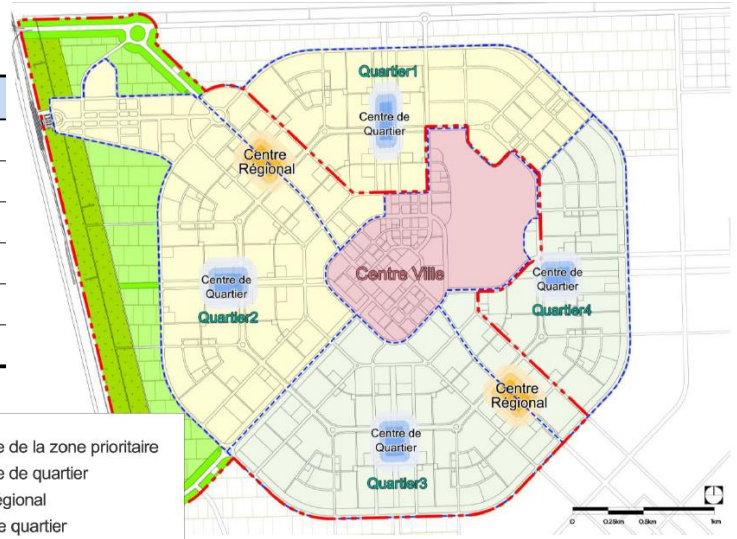 Quartier1
Centre de
Quartier
Centre
Régional
Centre Ville
Centre de
Quartier
Quartier2
Centre de
Quartier
Quartier4
Centre
Régional
Centre de
Quartier
Quartier3
e de la zone prioritaire
e de quartier
égional
e quartier
0 0.25km 0.5km 1km